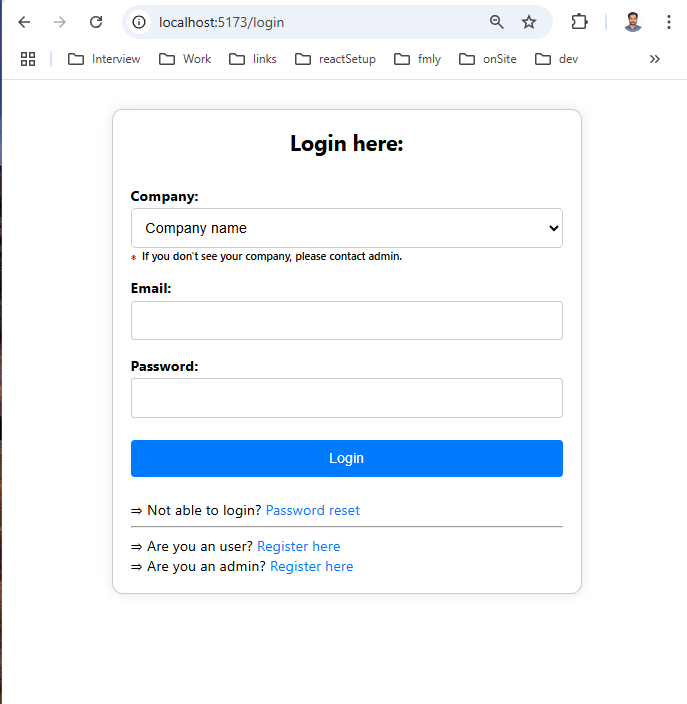 localhost:5173/login
Interview Work links reactSetup fmly onSite dev
Login here:
Company:
Company name
* If you don't see your company, please contact admin.
Email:
Password:
Login
⇒ Not able to login? Password reset
⇒ Are you an user? Register here
⇒ Are you an admin? Register here